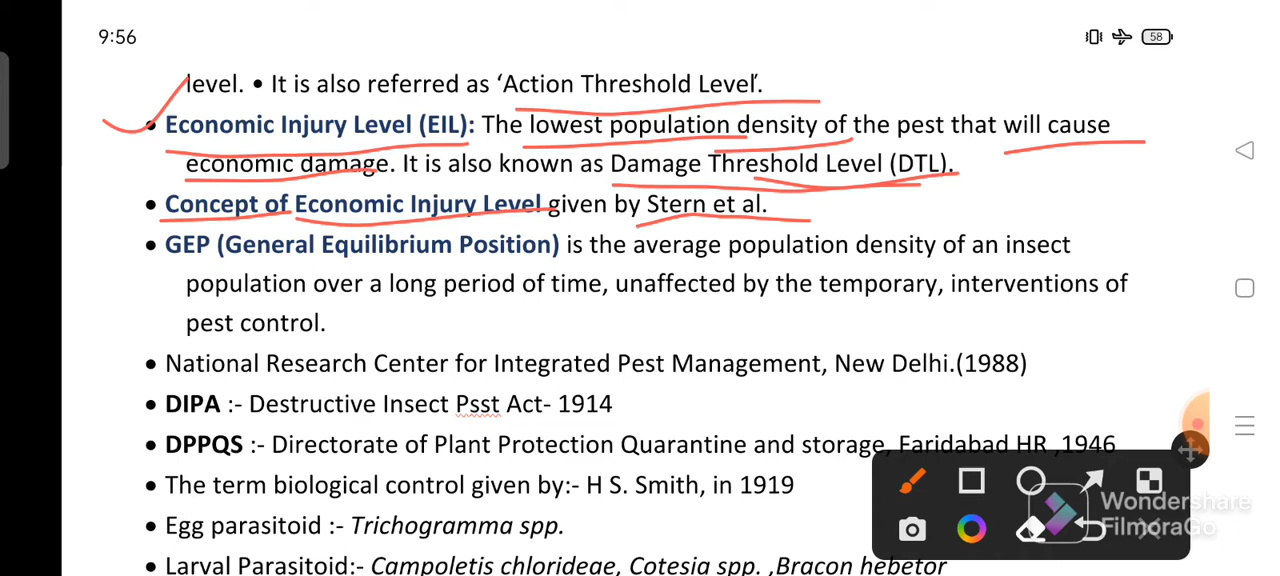 9:56
58
level. • It is also referred as ‘Action Threshold Level’.
• Economic Injury Level (EIL): The lowest population density of the pest that will cause
economic damage. It is also known as Damage Threshold Level (DTL).
• Concept of Economic Injury Level given by Stern et al.
• GEP (General Equilibrium Position) is the average population density of an insect
population over a long period of time, unaffected by the temporary, interventions of
pest control.
• National Research Center for Integrated Pest Management, New Delhi.(1988)
• DIPA :- Destructive Insect Psst Act- 1914
• DPPQS :- Directorate of Plant Protection Quarantine and storage, Faridabad HR ,1946
• The term biological control given by:- H S. Smith, in 1919
• Egg parasitoid :- Trichogramma spp.
• Larval Parasitoid:- Campoletis chlorideae, Cotesia spp. ,Bracon hebetor
Wondershare
FilmoraGo